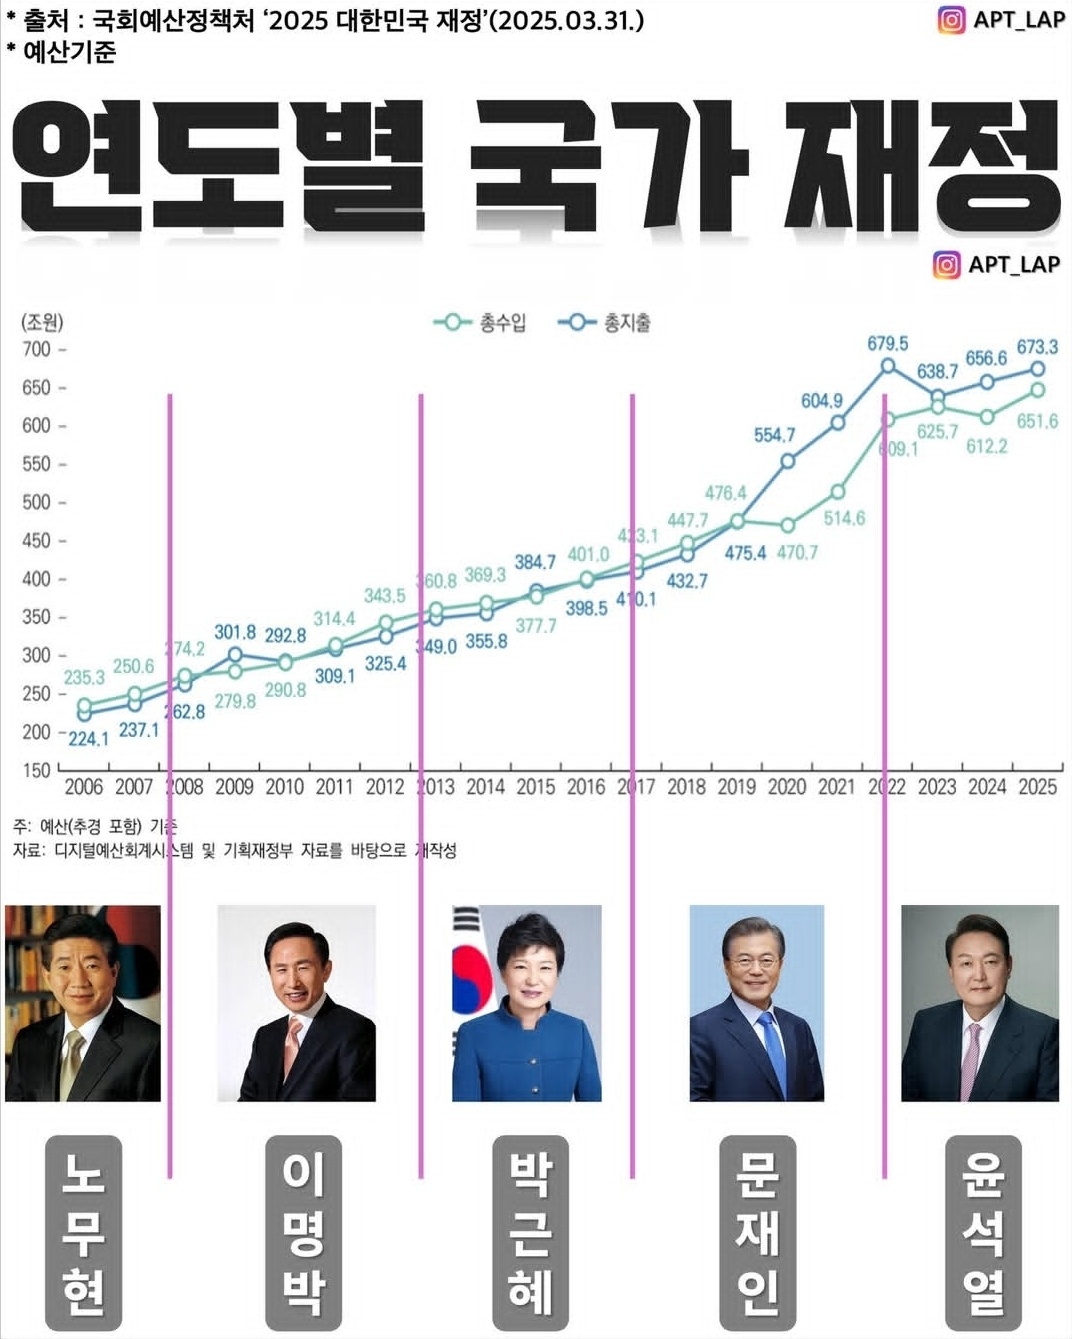 * 출처 : 국회예산정책처 ‘2025 대한민국 재정’(2025.03.31.)
APT_LAP
* 예산기준
연도별 국가 재정
APT_LAP
(조원)
총수입 총지출
700
650
600
550
500
450
400
350
300
250
200
150
235.3 250.6 274.2 279.8 290.8 314.4 343.5 360.8 369.3 377.7 401.0 423.1 447.7 476.4 470.7 514.6 609.1 625.7 612.2 651.6
224.1 237.1 262.8 301.8 292.8 309.1 325.4 349.0 355.8 384.7 398.5 410.1 432.7 475.4 554.7 604.9 679.5 638.7 656.6 673.3
2006 2007 2008 2009 2010 2011 2012 2013 2014 2015 2016 2017 2018 2019 2020 2021 2022 2023 2024 2025
주: 예산(추경 포함) 기준
자료: 디지털예산회계시스템 및 기획재정부 자료를 바탕으로 재작성
노무현
이명박
박근혜
문재인
윤석열